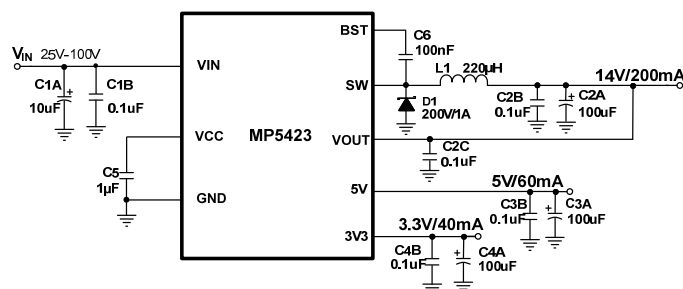 BST
C6
100nF
VIN 25V-100V
VIN
L1 220µH
14V/200mA
SW
C1A
+
C1B
10uF
0.1uF
D1
200V/1A
C2B
0.1uF
+
C2A
100uF
VCC
MP5423
VOUT
C2C
0.1uF
C5
1µF
GND
5V
5V/60mA
C3B
0.1uF
+
C3A
100uF
3V3
3.3V/40mA
C4B
0.1uF
+
C4A
100uF